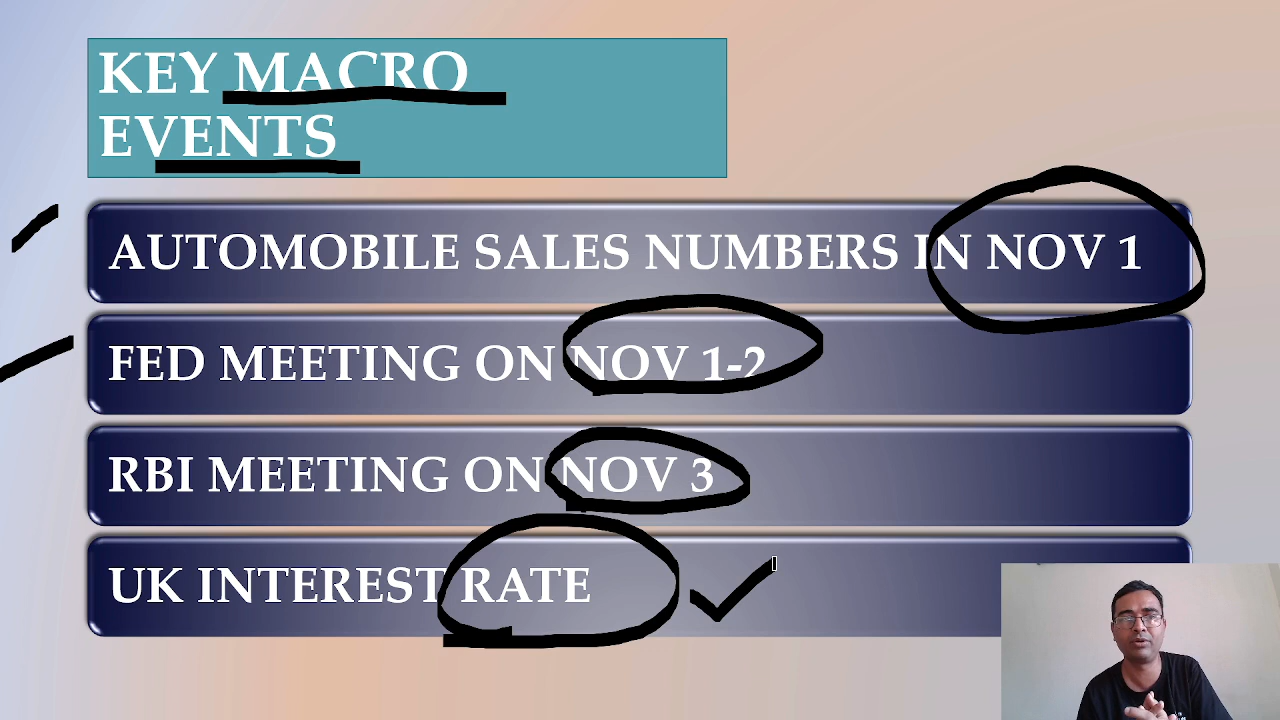 KEY MACRO
EVENTS
AUTOMOBILE SALES NUMBERS IN NOV 1
FED MEETING ON NOV 1-2
RBI MEETING ON NOV 3
UK INTEREST RATE